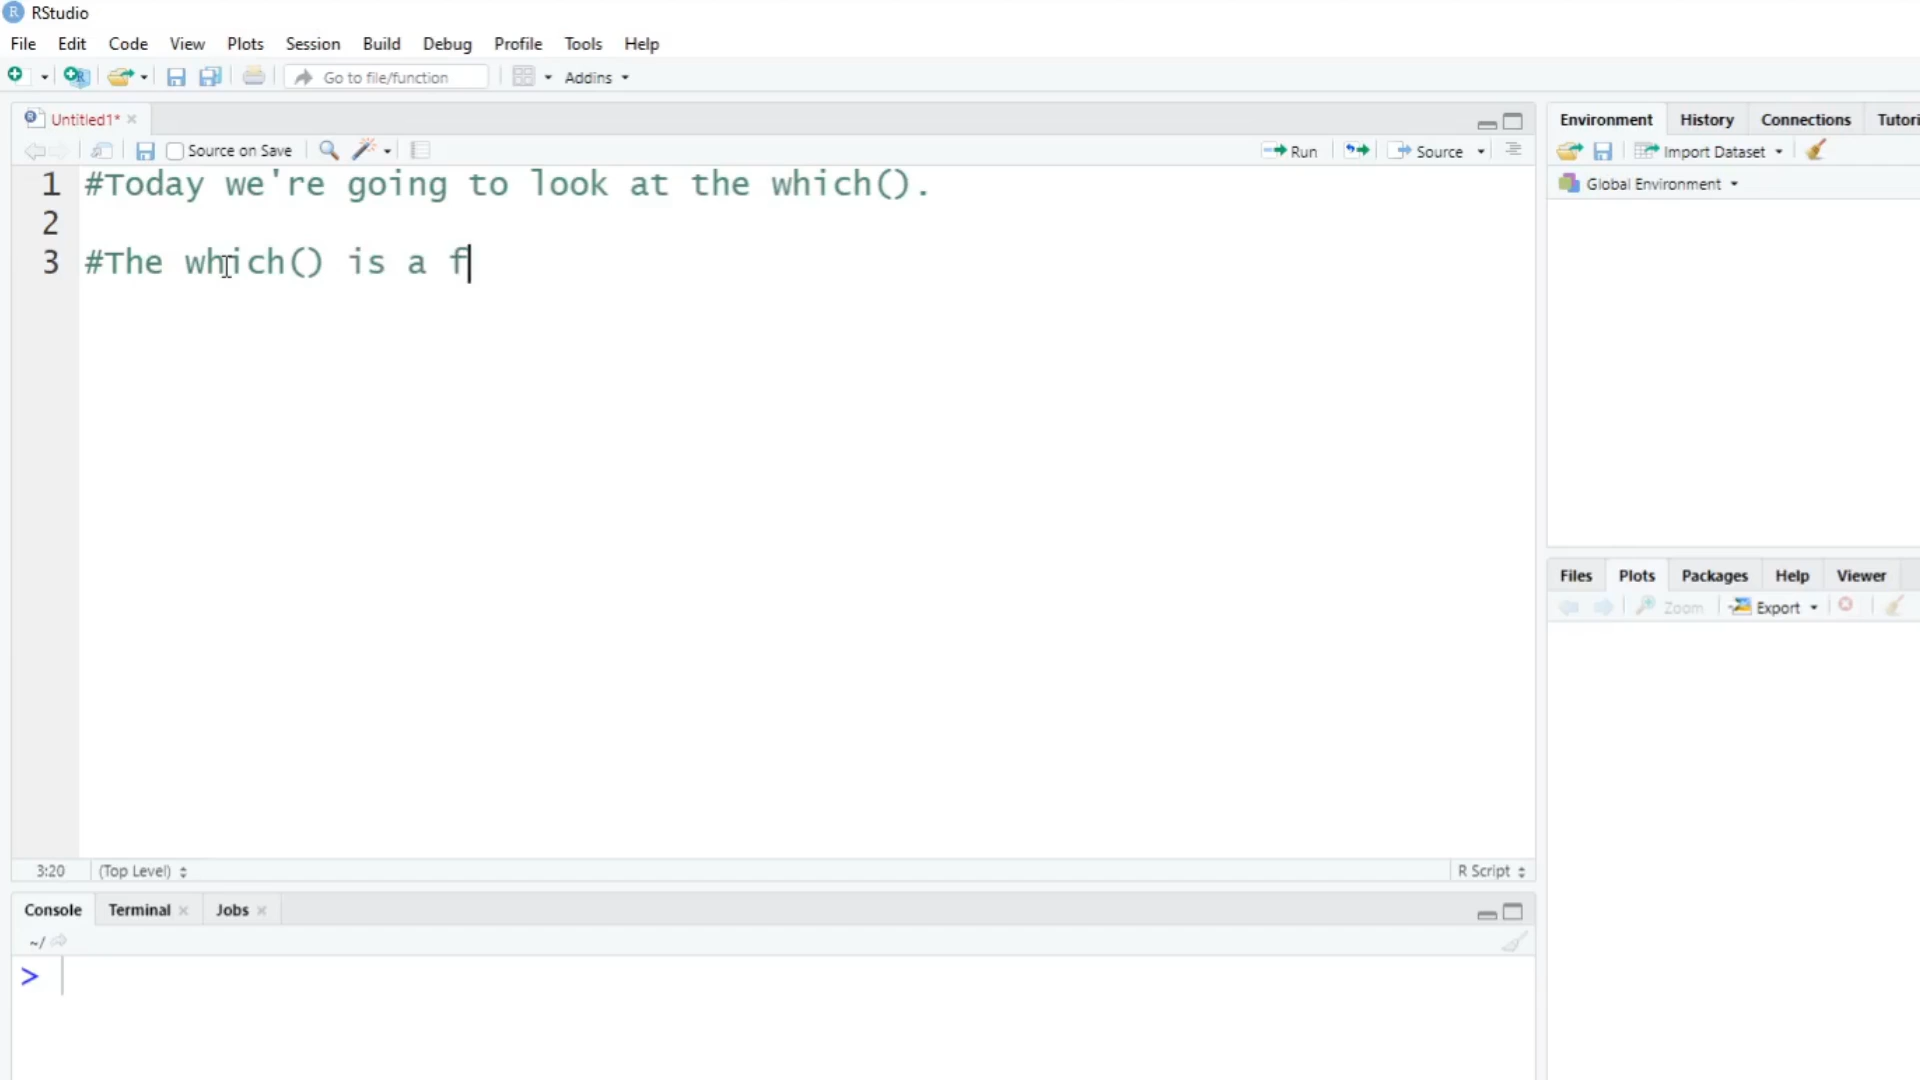 RStudio
File Edit Code View Plots Session Build Debug Profile Tools Help
Go to file/function Addins
Untitled1*
Source on Save Run Source
1 #Today we're going to look at the which().
2
3 #The which() is a f
3:20 (Top Level) R Script
Console Terminal Jobs
~/
>
Environment History Connections Tutori
Import Dataset
Global Environment
Files Plots Packages Help Viewer
Zoom Export